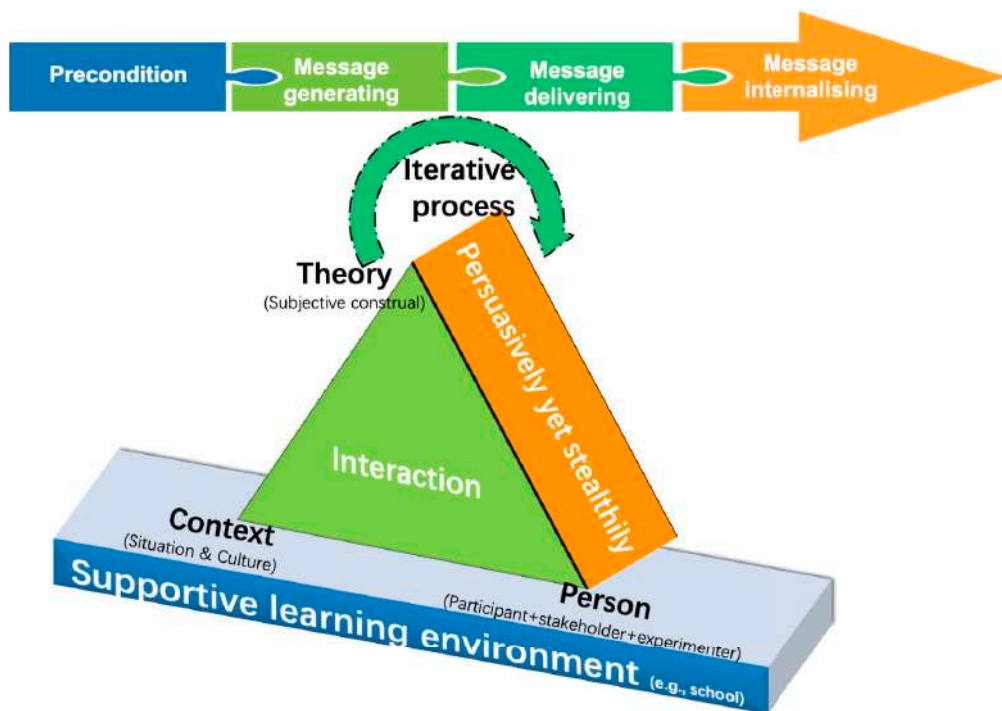 Precondition
Message
generating
Message
delivering
Message
internalising
Iterative
process
Theory
(Subjective construal)
Persuasively yet stealthily
Interaction
Context
(Situation & Culture)
Person
(Participant+stakeholder+experimenter)
Supportive learning environment (e.g., school)